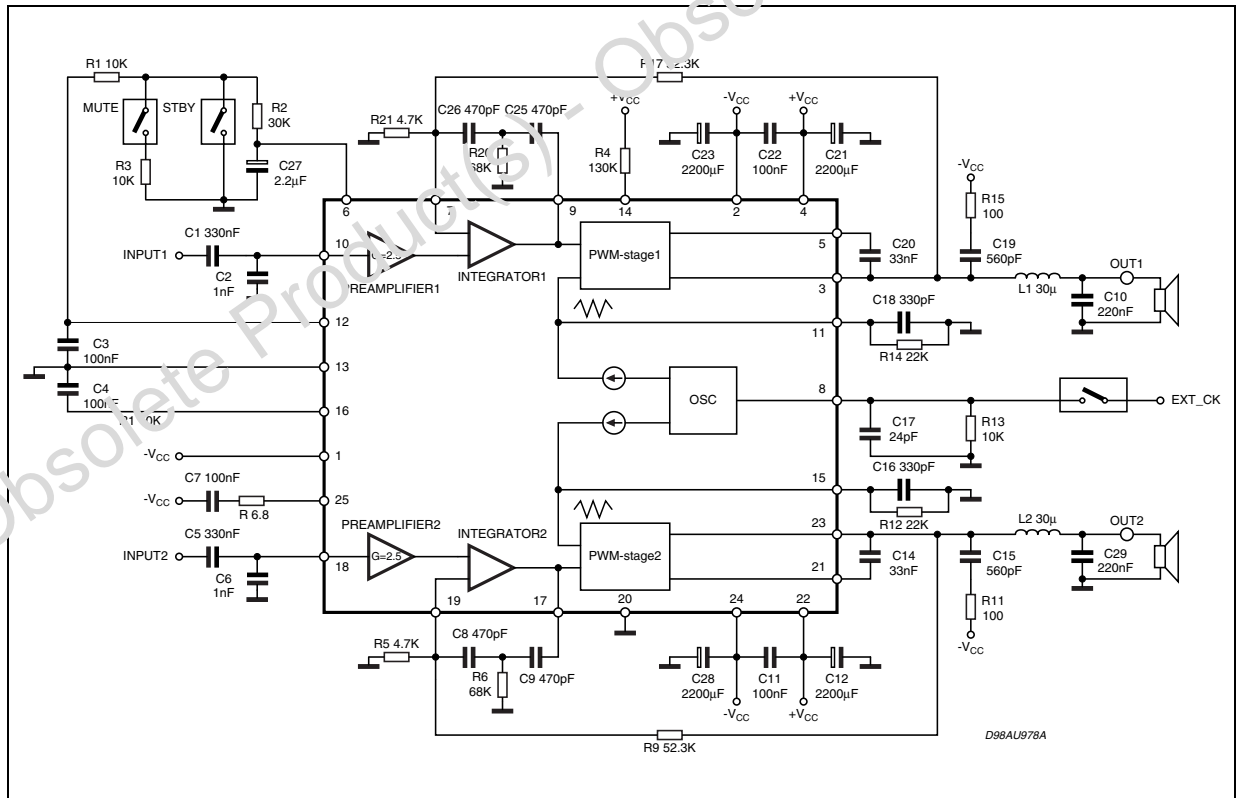 Obsolete Product(s) - Obso
R1 10K
MUTE
STBY
R2
30K
R3
10K
C27
2.2µF
R21 4.7K
C26 470pF
C25 470pF
68K
+VCC
R4
130K
-VCC
+VCC
C23
2200µF
C22
100nF
C21
2200µF
-VCC
R15
100
6
9
14
2
4
C1 330nF
INPUT1
C2
1nF
10
PREAMPLIFIER1
INTEGRATOR1
PWM-stage1
5
3
C20
33nF
C19
560pF
L1 30µ
OUT1
C10
220nF
12
C3
100nF
13
C4
16
11
C18 330pF
R14 22K
OSC
8
C17
24pF
R13
10K
EXT_CK
-VCC
1
C7 100nF
-VCC
R 6.8
25
C5 330nF
INPUT2
C6
1nF
18
PREAMPLIFIER2
G=2.5
INTEGRATOR2
PWM-stage2
15
C16 330pF
R12 22K
23
21
C14
33nF
C15
560pF
R11
100
-VCC
L2 30µ
OUT2
C29
220nF
19
17
20
24
22
R5 4.7K
C8 470pF
R6
68K
C9 470pF
C28
2200µF
C11
100nF
C12
2200µF
-VCC
+VCC
R9 52.3K
D98AU978A